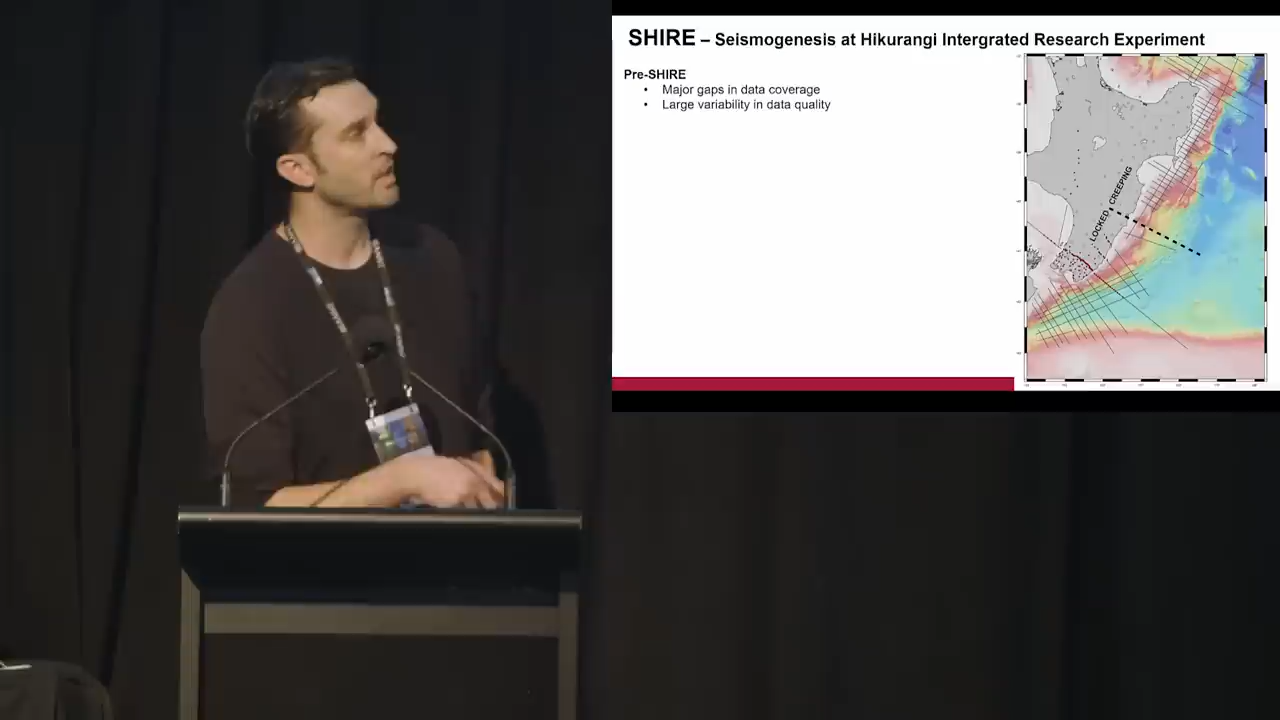 SHIRE – Seismogenesis at Hikurangi Intergrated Research Experiment
Pre-SHIRE
• Major gaps in data coverage
• Large variability in data quality
CREEPING
LOCKED